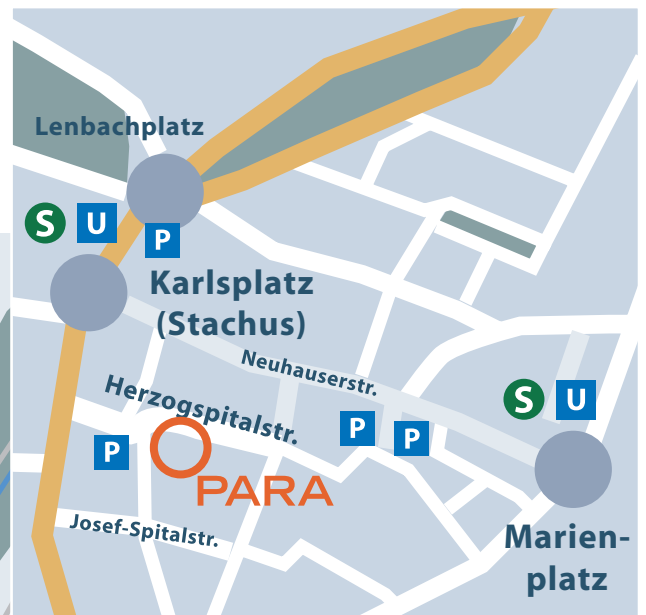 Lenbachplatz
S U
P
Karlsplatz
(Stachus)
Neuhauserstr.
Herzogspitalstr.
S U
P
P
P
PARA
Josef-Spitalstr.
Marien-
platz